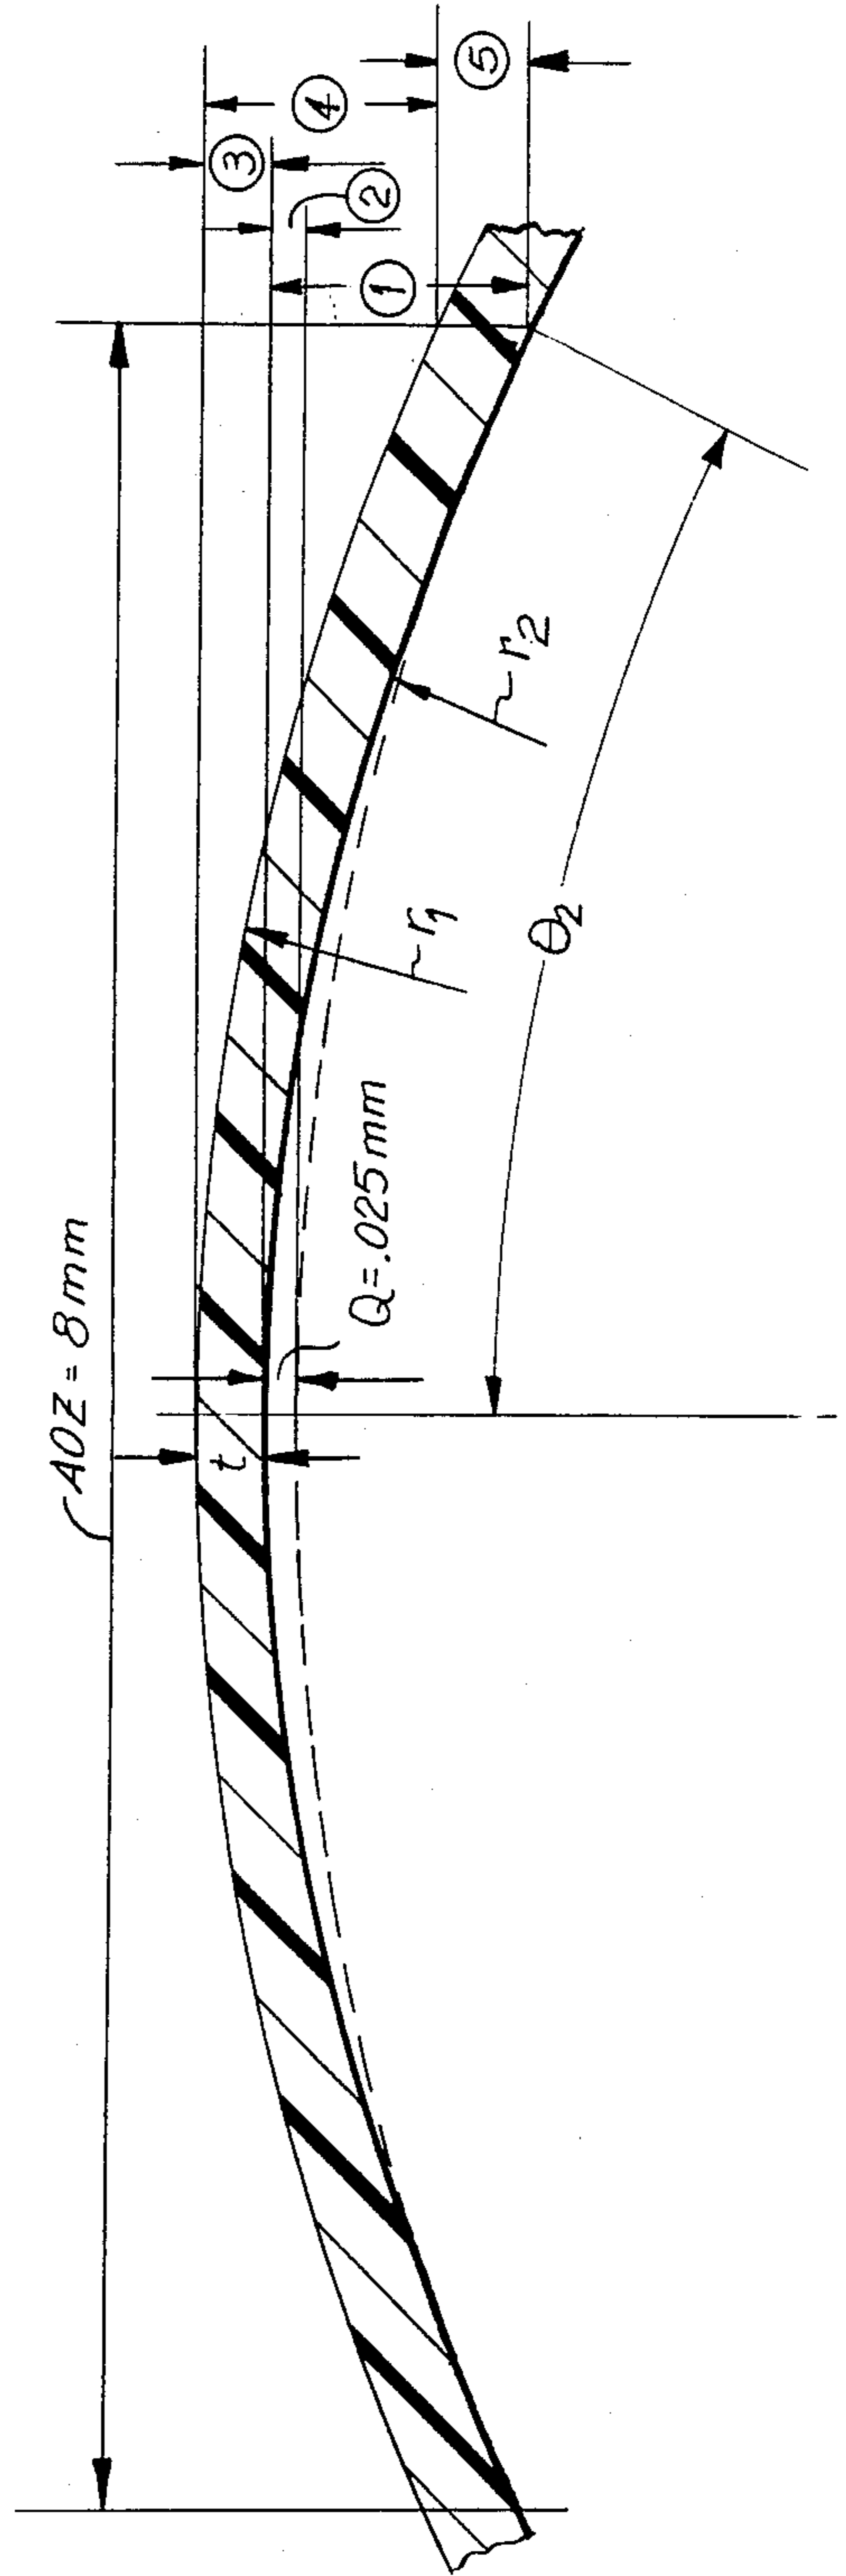 AOZ = 8mm
⑤
④
③
②
①
t
Q=.025mm
r1
r2
θ2